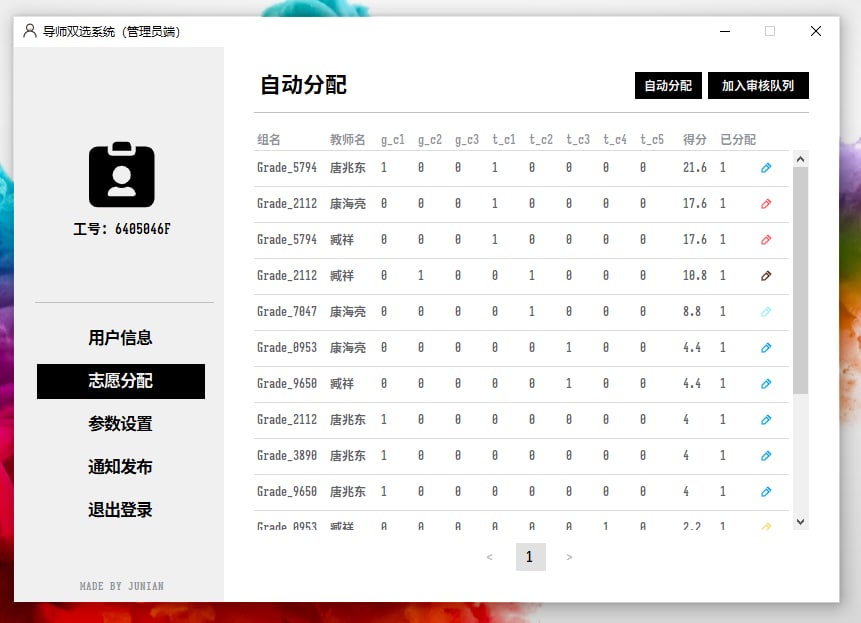 导师双选系统（管理员端）
工号: 6405046F
用户信息
志愿分配
参数设置
通知发布
退出登录
MADE BY JUNIAN
自动分配
自动分配 加入审核队列
组名 教师名 g_c1 g_c2 g_c3 t_c1 t_c2 t_c3 t_c4 t_c5 得分 已分配
Grade_5794 唐兆东 1 0 0 1 0 0 0 0 21.6 1
Grade_2112 康海亮 0 0 0 1 0 0 0 0 17.6 1
Grade_5794 臧祥 0 0 0 1 0 0 0 0 17.6 1
Grade_2112 臧祥 0 1 0 0 1 0 0 0 10.8 1
Grade_7047 康海亮 0 0 0 0 1 0 0 0 8.8 1
Grade_0953 康海亮 0 0 0 0 0 1 0 0 4.4 1
Grade_9650 臧祥 0 0 0 0 0 1 0 0 4.4 1
Grade_2112 唐兆东 1 0 0 0 0 0 0 0 4 1
Grade_3890 唐兆东 1 0 0 0 0 0 0 0 4 1
Grade_9650 唐兆东 1 0 0 0 0 0 0 0 4 1
Grade_0953 臧祥 0 0 0 0 0 0 1 0 2.2 1
< 1 >